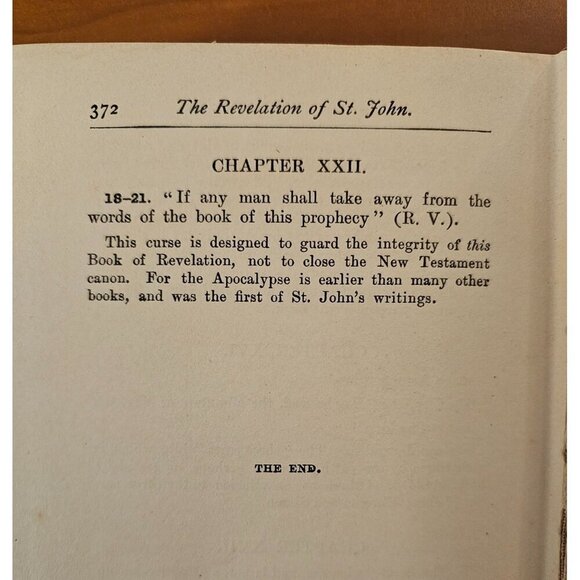 372 The Revelation of St. John.
CHAPTER XXII.
18-21. "If any man shall take away from the
words of the book of this prophecy" (R. V.).
This curse is designed to guard the integrity of this
Book of Revelation, not to close the New Testament
canon. For the Apocalypse is earlier than many other
books, and was the first of St. John's writings.
THE END.